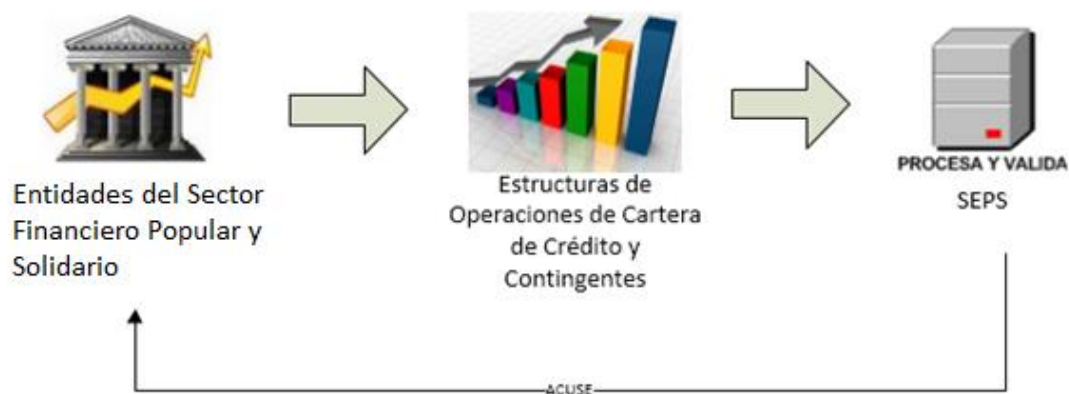 Entidades del Sector
Financiero Popular y
Solidario
Estructuras de
Operaciones de Cartera
de Crédito y
Contingentes
PROCESA Y VALIDA
SEPS
ACUSE